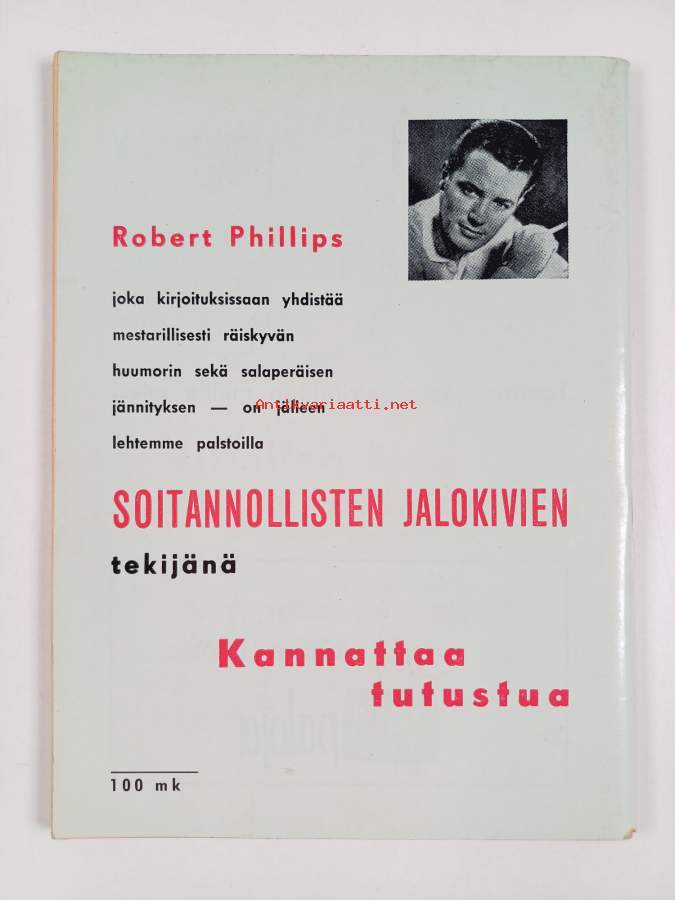 Robert Phillips
joka kirjoituksissaan yhdistää
mestarillisesti räiskyvän
huumorin sekä salaperäisen
jännityksen — on jälleen
Antikvariaatti.net
lehtemme palstoilla
SOITANNOLLISTEN JALOKIVIEN
tekijänä
Kannattaa
tutustua
100 mk